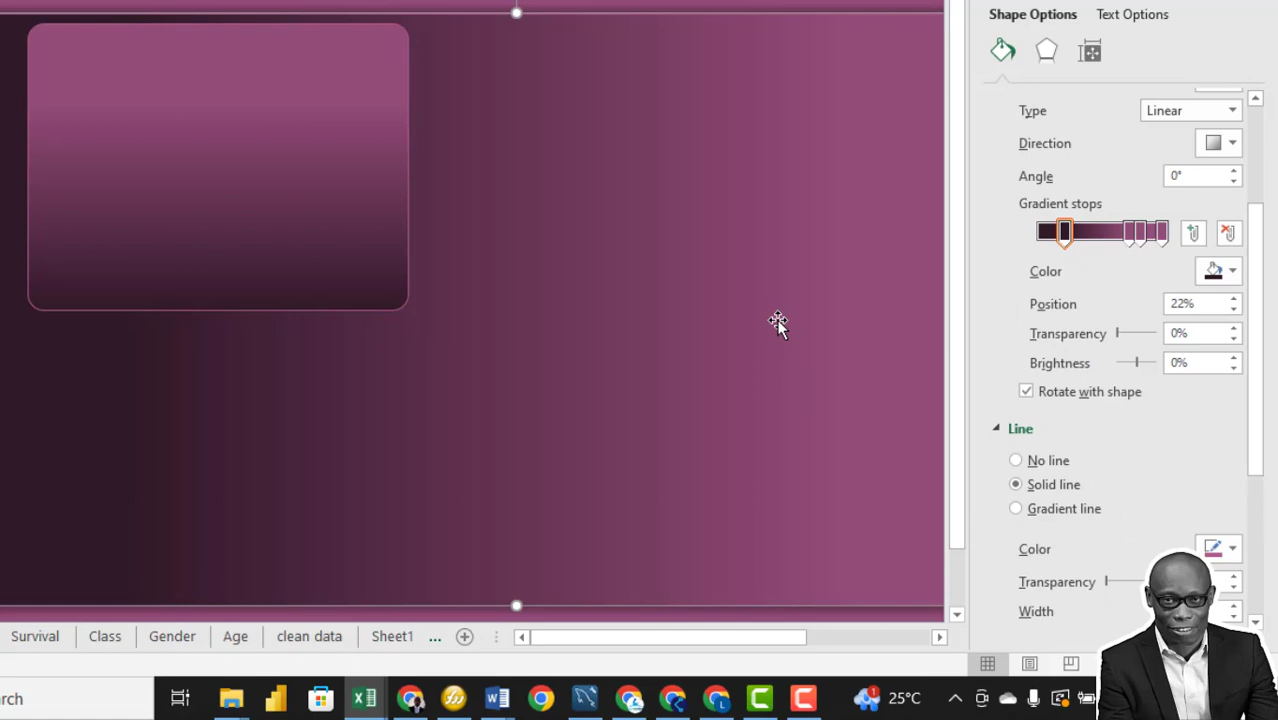 Shape Options Text Options
Type Linear
Direction
Angle 0°
Gradient stops
Color
Position 22%
Transparency 0%
Brightness 0%
Rotate with shape
Line
No line
Solid line
Gradient line
Color
Transparency
Width
Survival Class Gender Age clean data Sheet1 ...
rch 1 25°C